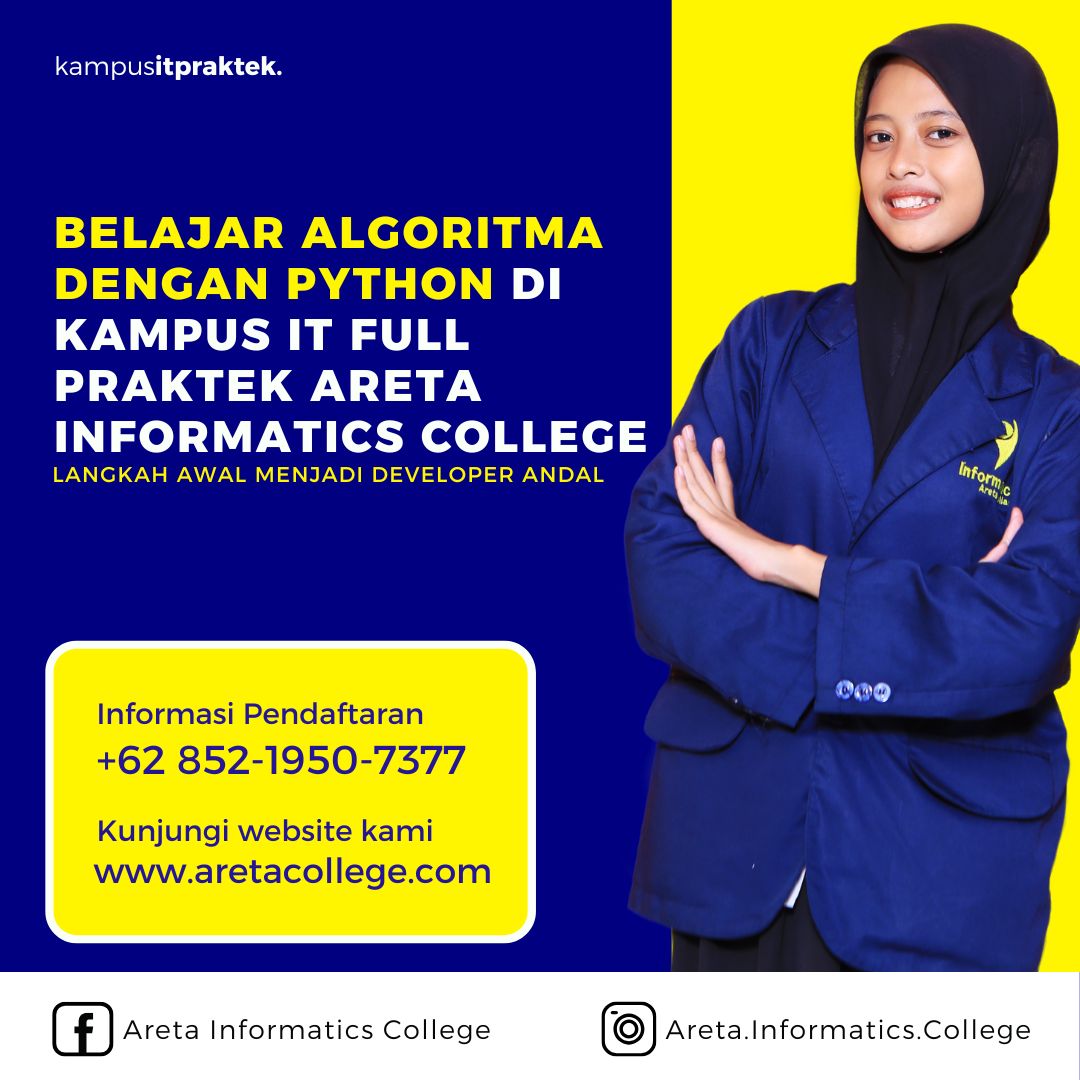 kampusitpraktek.
BELAJAR ALGORITMA
DENGAN PYTHON DI
KAMPUS IT FULL
PRAKTEK ARETA
INFORMATICS COLLEGE
LANGKAH AWAL MENJADI DEVELOPER ANDAL
Informasi Pendaftaran
+62 852-1950-7377
Kunjungi website kami
www.aretacollege.com
Areta Informatics College
Areta.Informatics.College